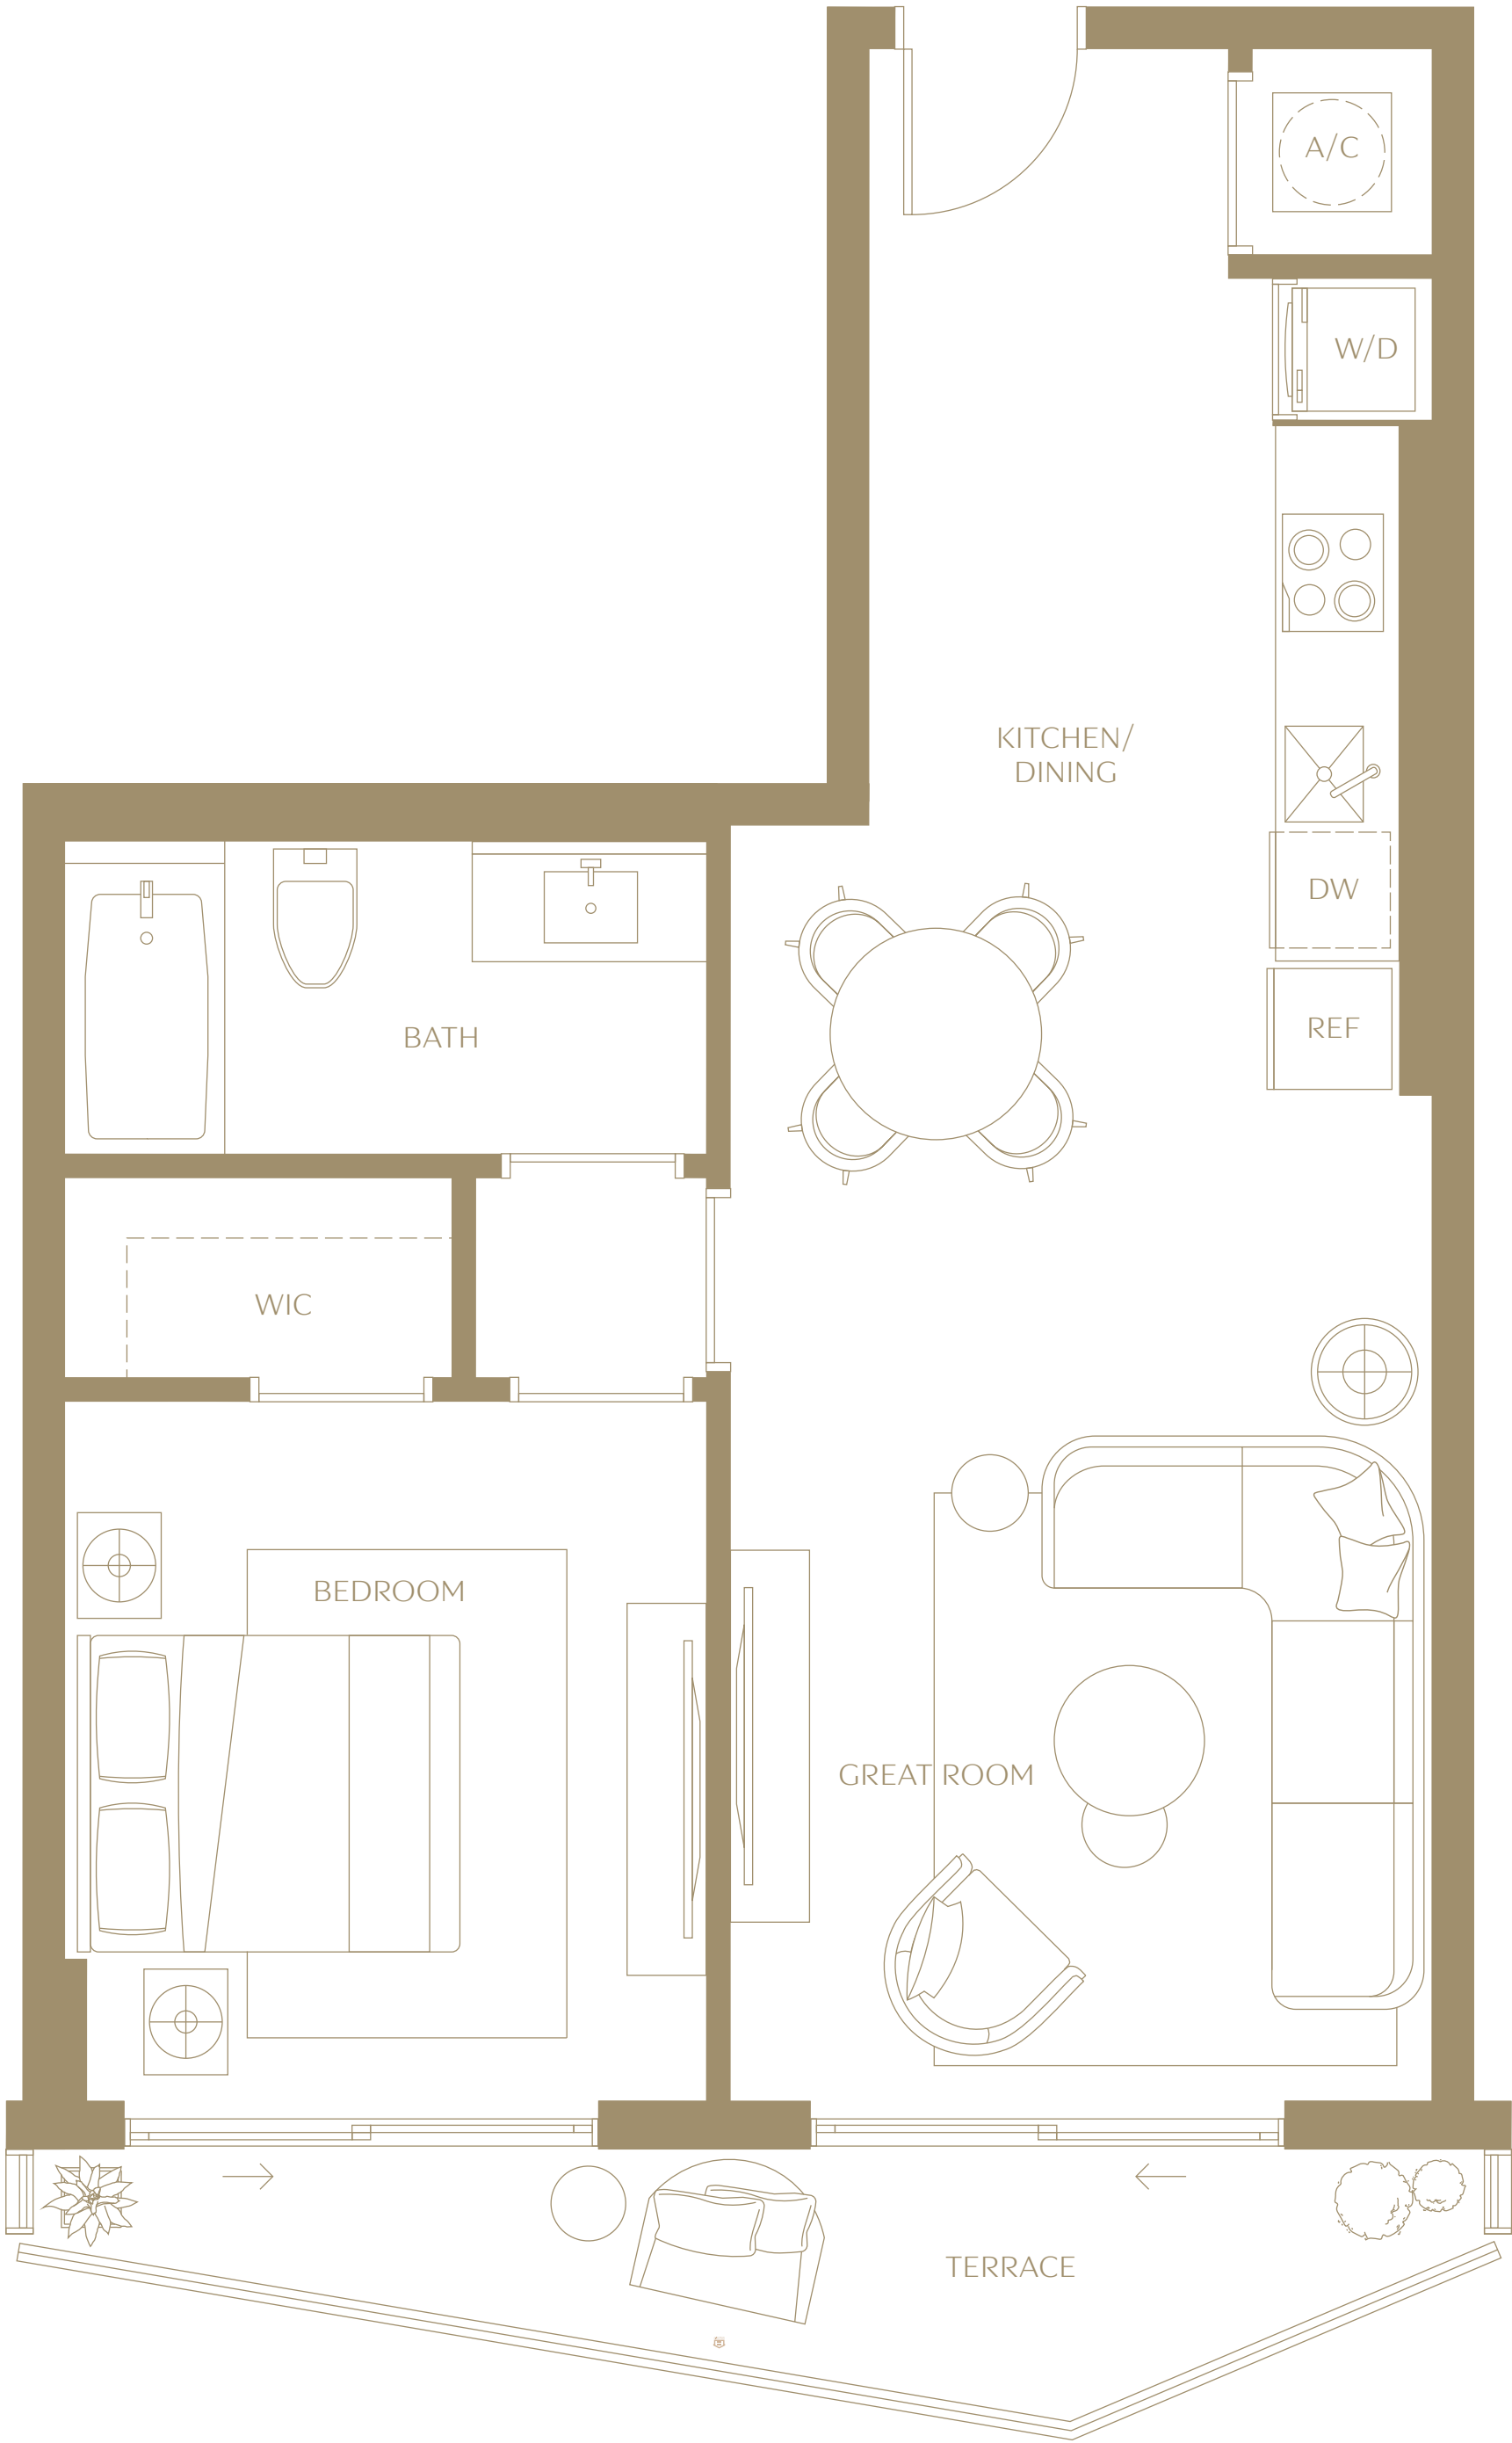 A/C
W/D
KITCHEN/
DINING
DW
REF
BATH
WIC
BEDROOM
GREAT ROOM
TERRACE